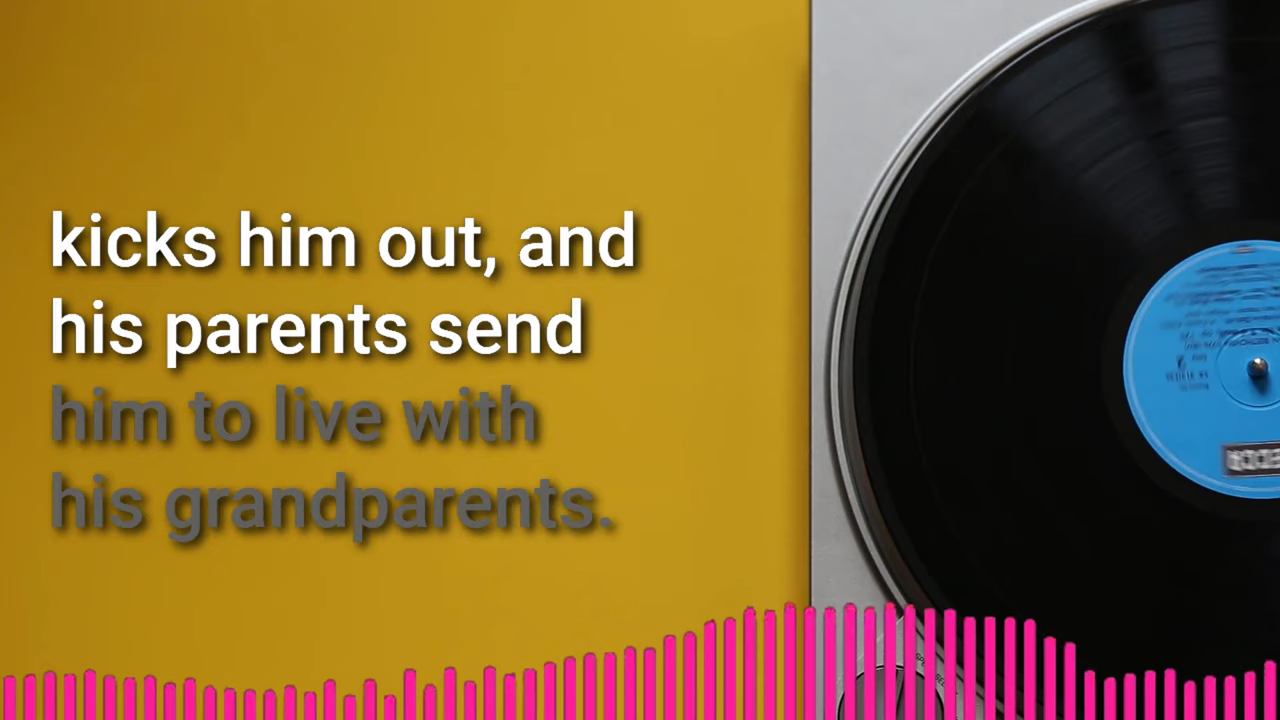 kicks him out, and
his parents send
him to live with
his grandparents.